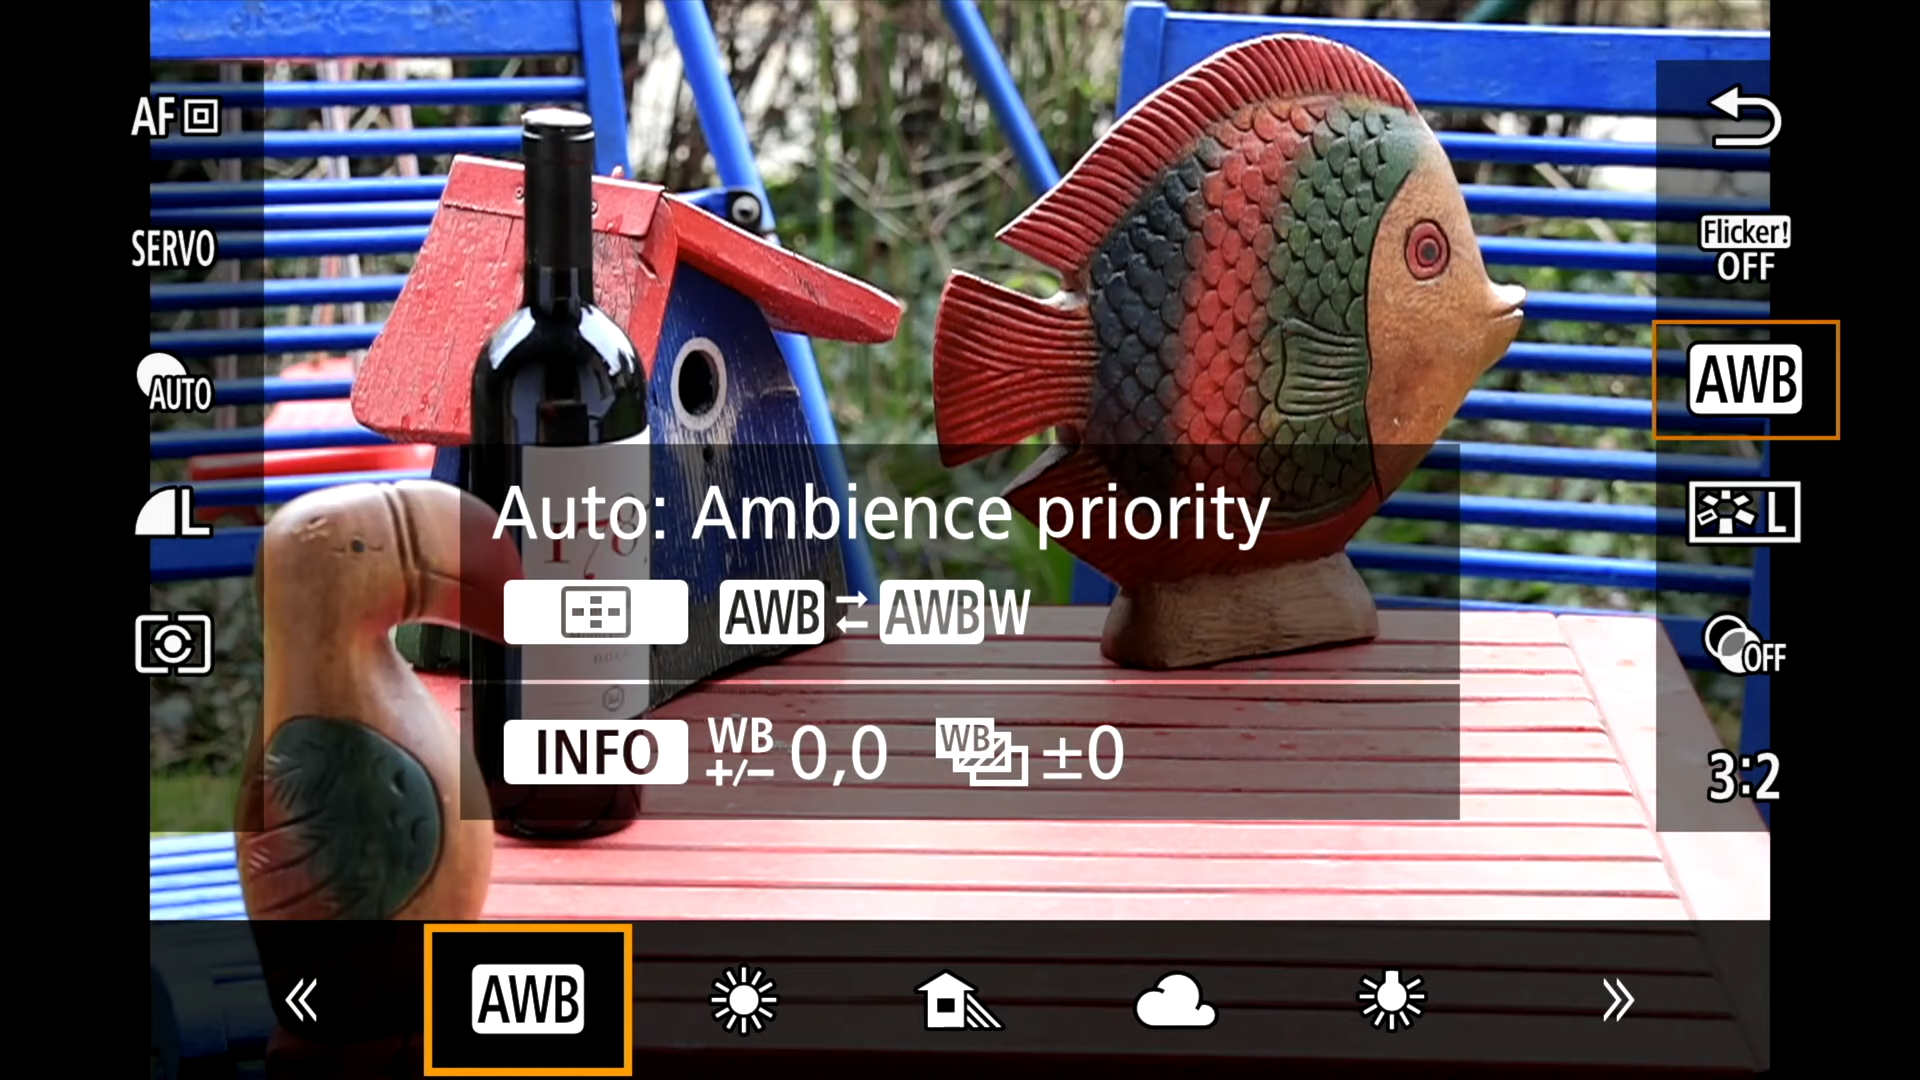 AF
SERVO
AUTO
L
Flicker!
OFF
AWB
L
OFF
3:2
Auto: Ambience priority
AWB AWB W
INFO WB +/- 0,0 WB ±0
178
AWB